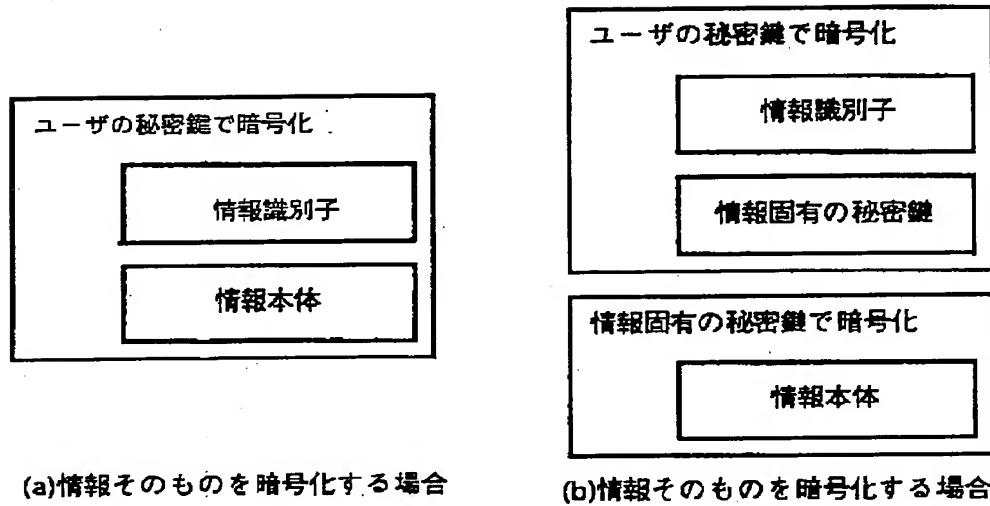 ユーザの秘密鍵で暗号化
情報識別子
情報本体
(a)情報そのものを暗号化する場合
ユーザの秘密鍵で暗号化
情報識別子
情報固有の秘密鍵
情報固有の秘密鍵で暗号化
情報本体
(b)情報そのものを暗号化する場合